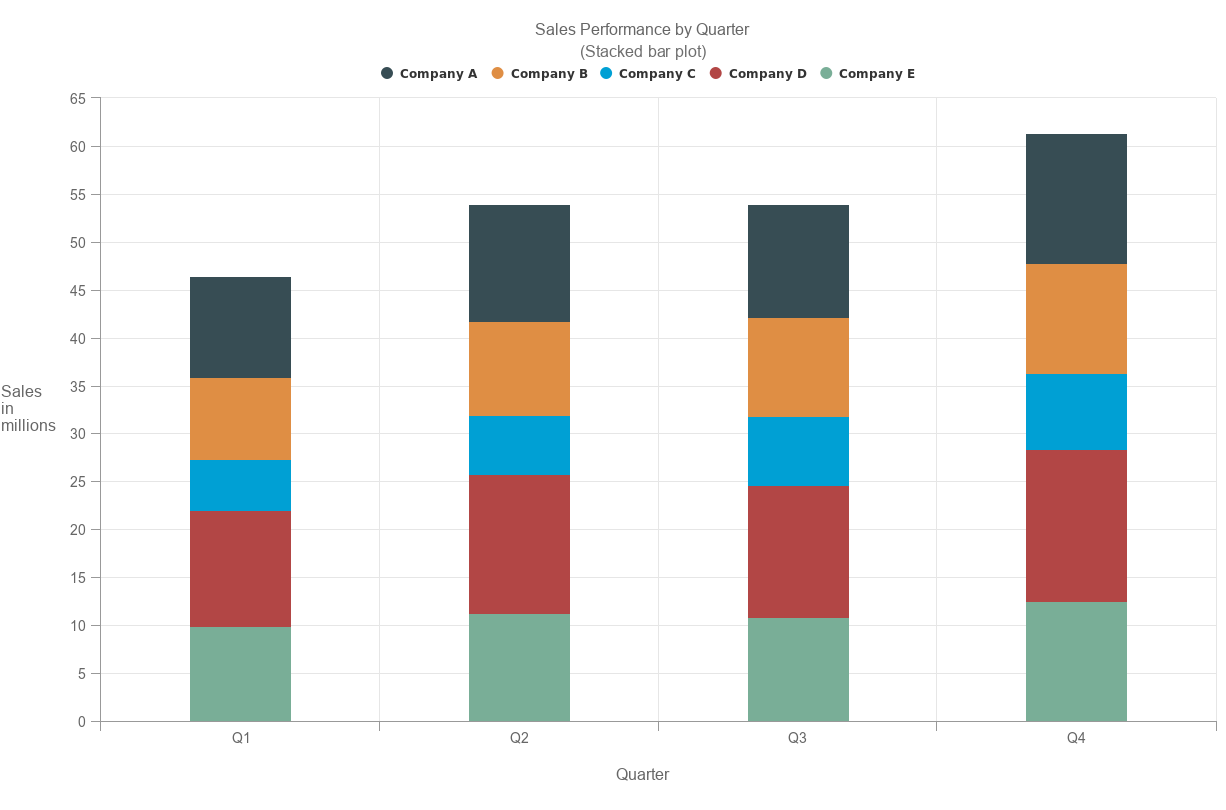 Sales Performance by Quarter
(Stacked bar plot)
Company A Company B Company C Company D Company E
65
60
55
50
45
40
35
30
25
20
15
10
5
0
Sales
in
millions
Q1 Q2 Q3 Q4
Quarter